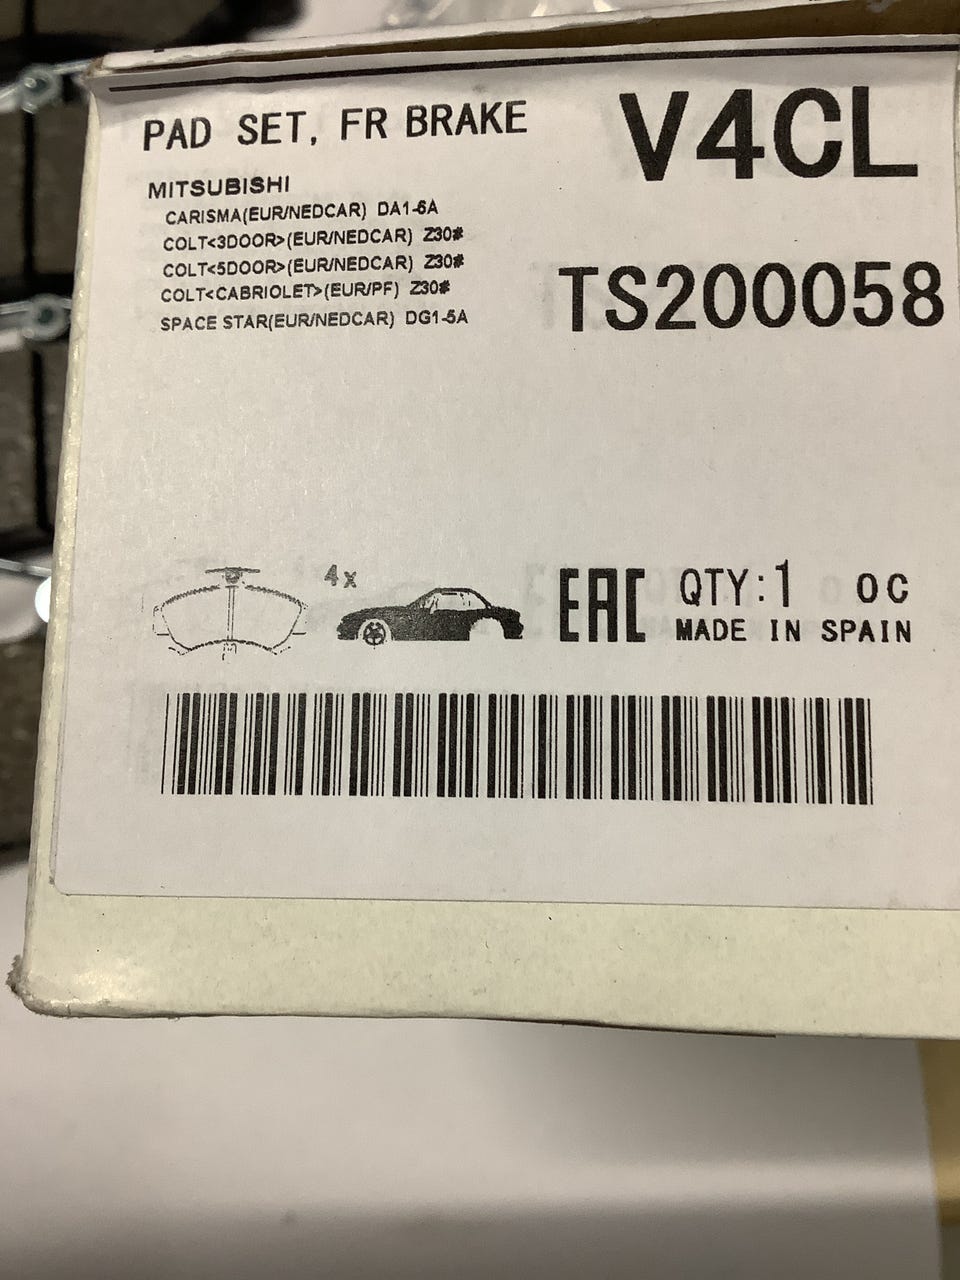 PAD SET, FR BRAKE
V4CL
MITSUBISHI
CARISMA(EUR/NEDCAR) DA1-6A
COLT<3DOOR>(EUR/NEDCAR) Z30#
COLT<5DOOR>(EUR/NEDCAR) Z30#
COLT<CABRIOLET>(EUR/PF) Z30#
SPACE STAR(EUR/NEDCAR) DG1-5A
TS200058
4x
EAC
QTY:1 OC
MADE IN SPAIN